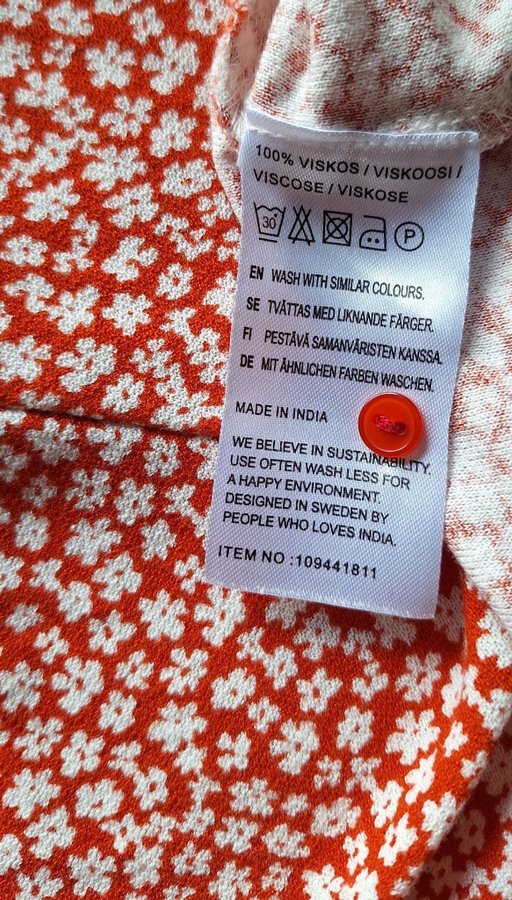 100% VISKOS / VISKOOSI /
VISCOSE / VISKOSE
30 P
EN WASH WITH SIMILAR COLOURS.
SE TVÄTTAS MED LIKNANDE FÄRGER.
FI PESTÄVÄ SAMANVÄRISTEN KANSSA.
DE MIT ÄHNLICHEN FARBEN WASCHEN.
MADE IN INDIA
WE BELIEVE IN SUSTAINABILITY.
USE OFTEN WASH LESS FOR
A HAPPY ENVIRONMENT.
DESIGNED IN SWEDEN BY
PEOPLE WHO LOVES INDIA.
ITEM NO :109441811